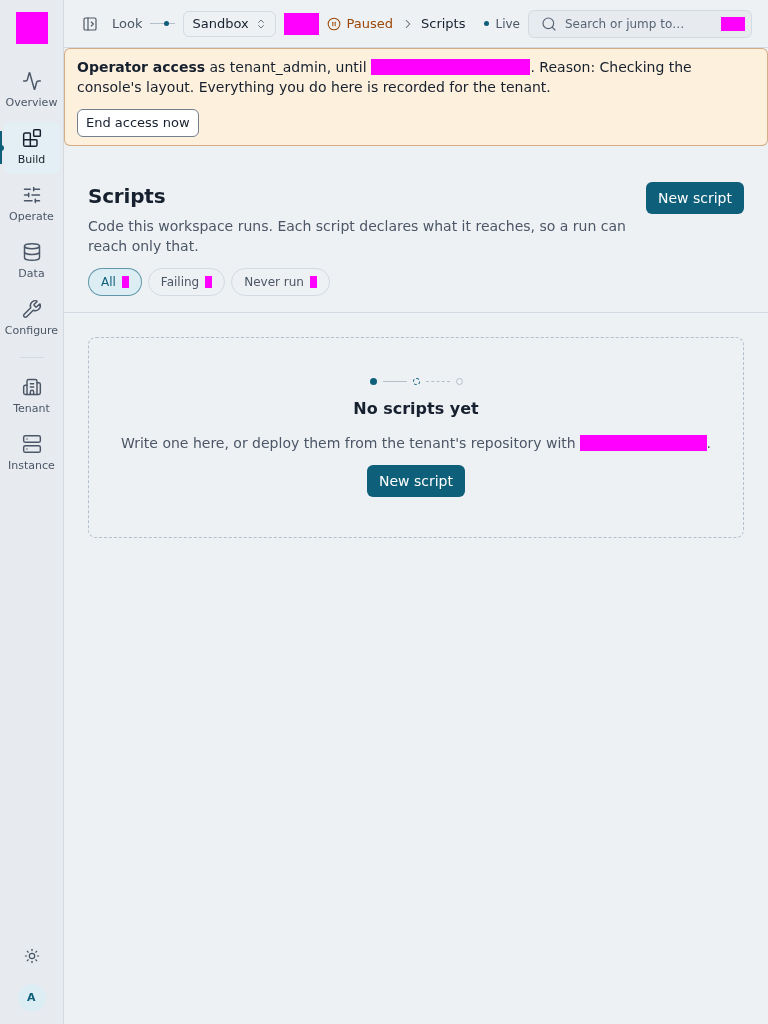 Look
Sandbox
Paused
Scripts
Live
Search or jump to…
Overview
Build
Operate
Data
Configure
Tenant
Instance
A
Operator access as tenant_admin, until . Reason: Checking the
console's layout. Everything you do here is recorded for the tenant.
End access now
Scripts
New script
Code this workspace runs. Each script declares what it reaches, so a run can
reach only that.
All
Failing
Never run
No scripts yet
Write one here, or deploy them from the tenant's repository with .
New script